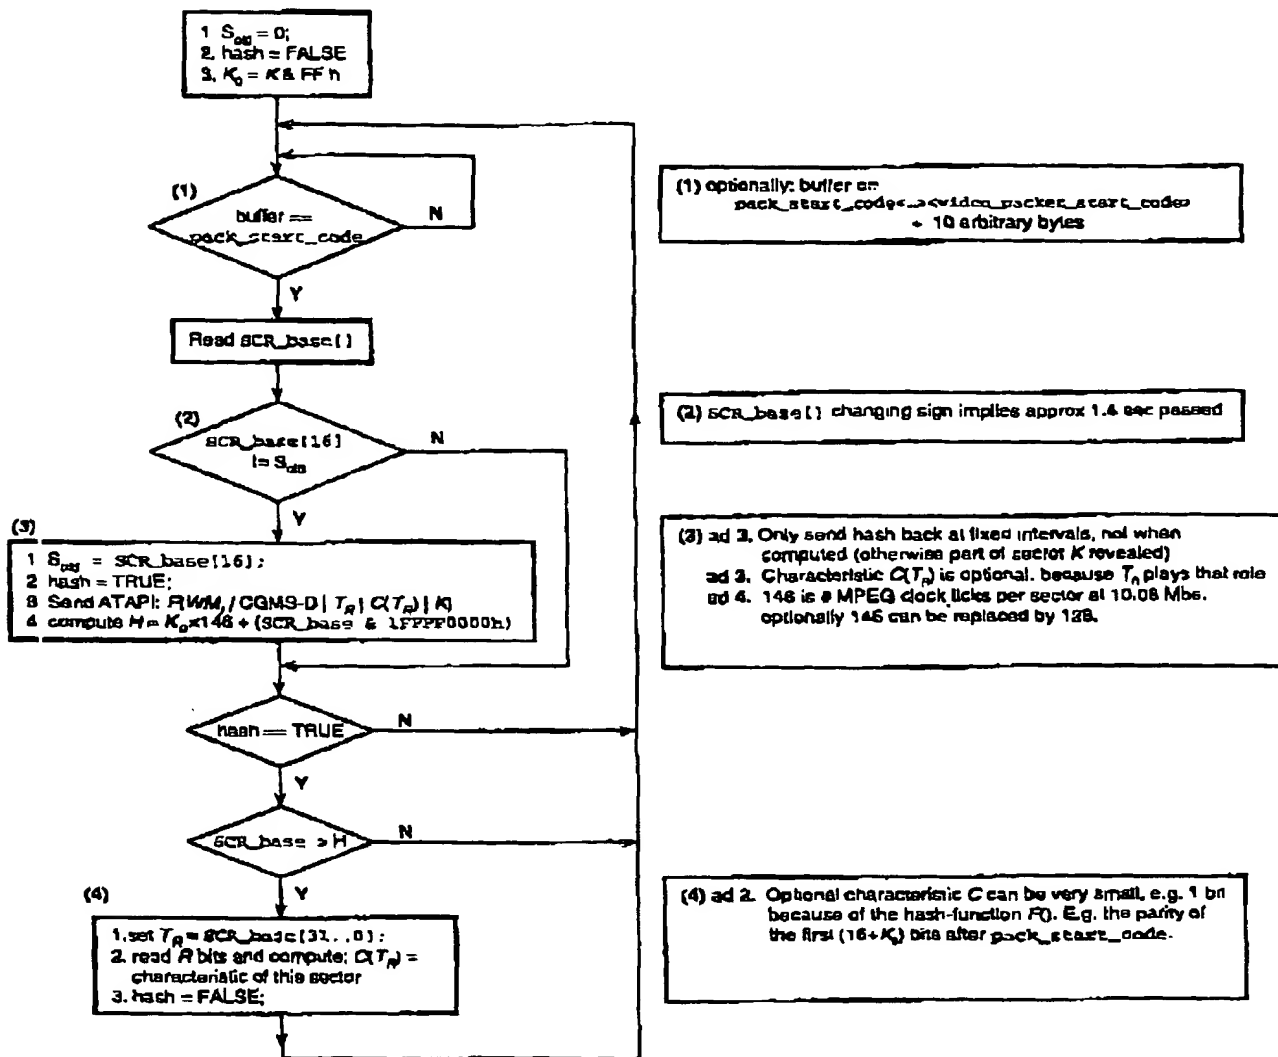 1 S_old = 0;
2. hash = FALSE
3. K_0 = K & FF h
(1)
buffer ==
pack_start_code
N
Y
(1) optionally: buffer en
pack_start_code
video_packet_start_code
+ 10 arbitrary bytes
Read SCR_base[]
(2)
SCR_base[16]
!= S_old
N
Y
(2) SCR_base[] changing sign implies approx 1.4 sec passed
(3)
1 S_old = SCR_base[16];
2 hash = TRUE;
3 Send ATAPI: F(WM,/CGMS-D | T_R | C(T_R) | K)
4 compute H = K_0×146 + (SCR_base & 1FFFF0000h)
(3) ad 3. Only send hash back at fixed intervals, not when
computed (otherwise part of sector K revealed)
ad 3. Characteristic C(T_R) is optional. because T_R plays that role
ad 4. 146 is # MPEG clock ticks per sector at 10.08 Mbs.
optionally 146 can be replaced by 128.
hash == TRUE
N
Y
SCR_base > H
N
Y
(4)
1. set T_R = SCR_base[31..0];
2. read R bits and compute; C(T_R) =
characteristic of this sector
3. hash = FALSE;
(4) ad 2. Optional characteristic C can be very small, e.g. 1 bit
because of the hash-function F(). E.g. the parity of
the first (16+K_0) bits after pack_start_code.